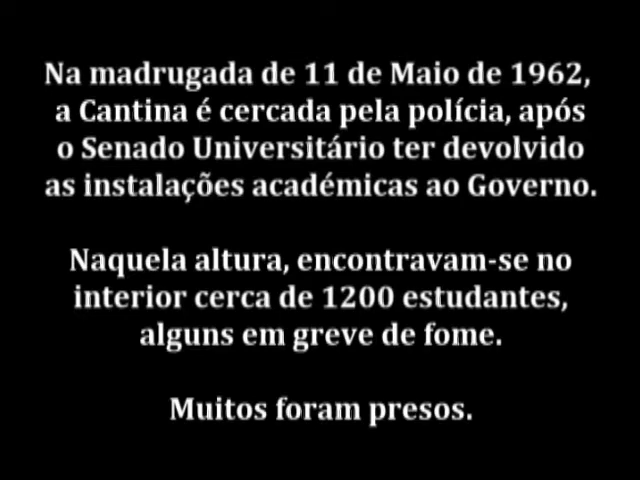 Na madrugada de 11 de Maio de 1962,
a Cantina é cercada pela polícia, após
o Senado Universitário ter devolvido
as instalações académicas ao Governo.
Naquela altura, encontravam-se no
interior cerca de 1200 estudantes,
alguns em greve de fome.
Muitos foram presos.